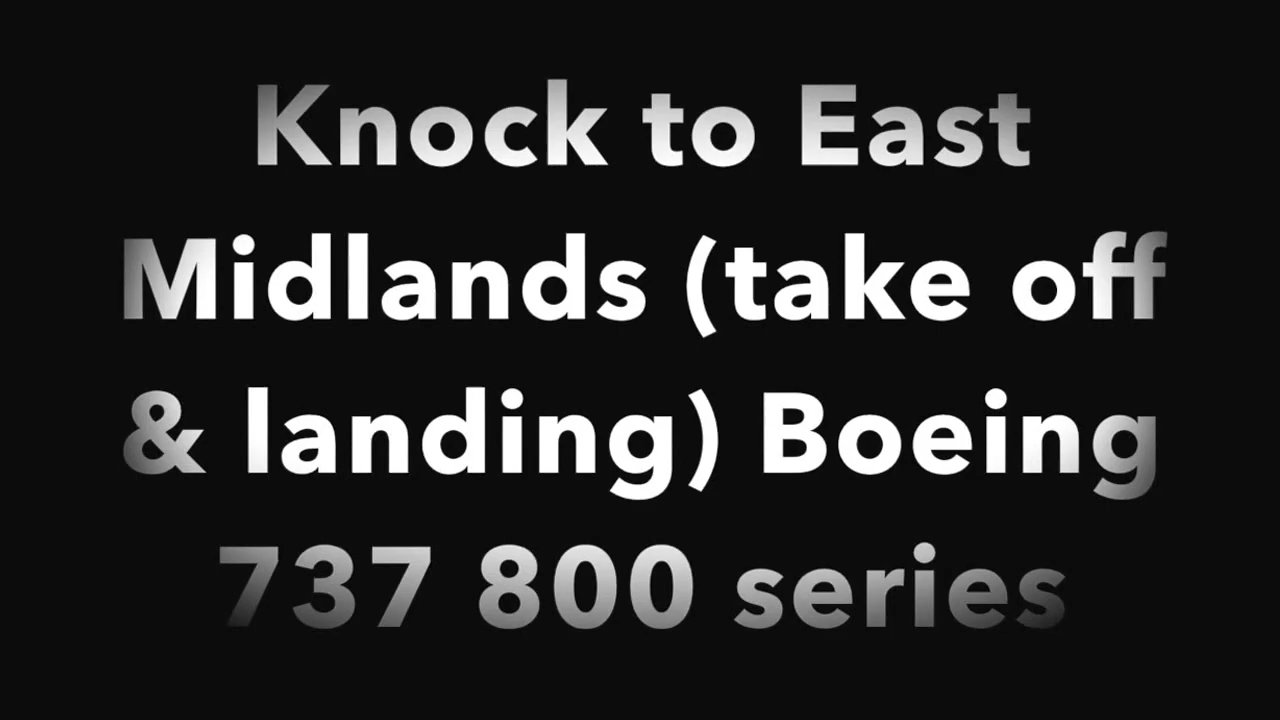 Knock to East
Midlands (take off
& landing) Boeing
737 800 series